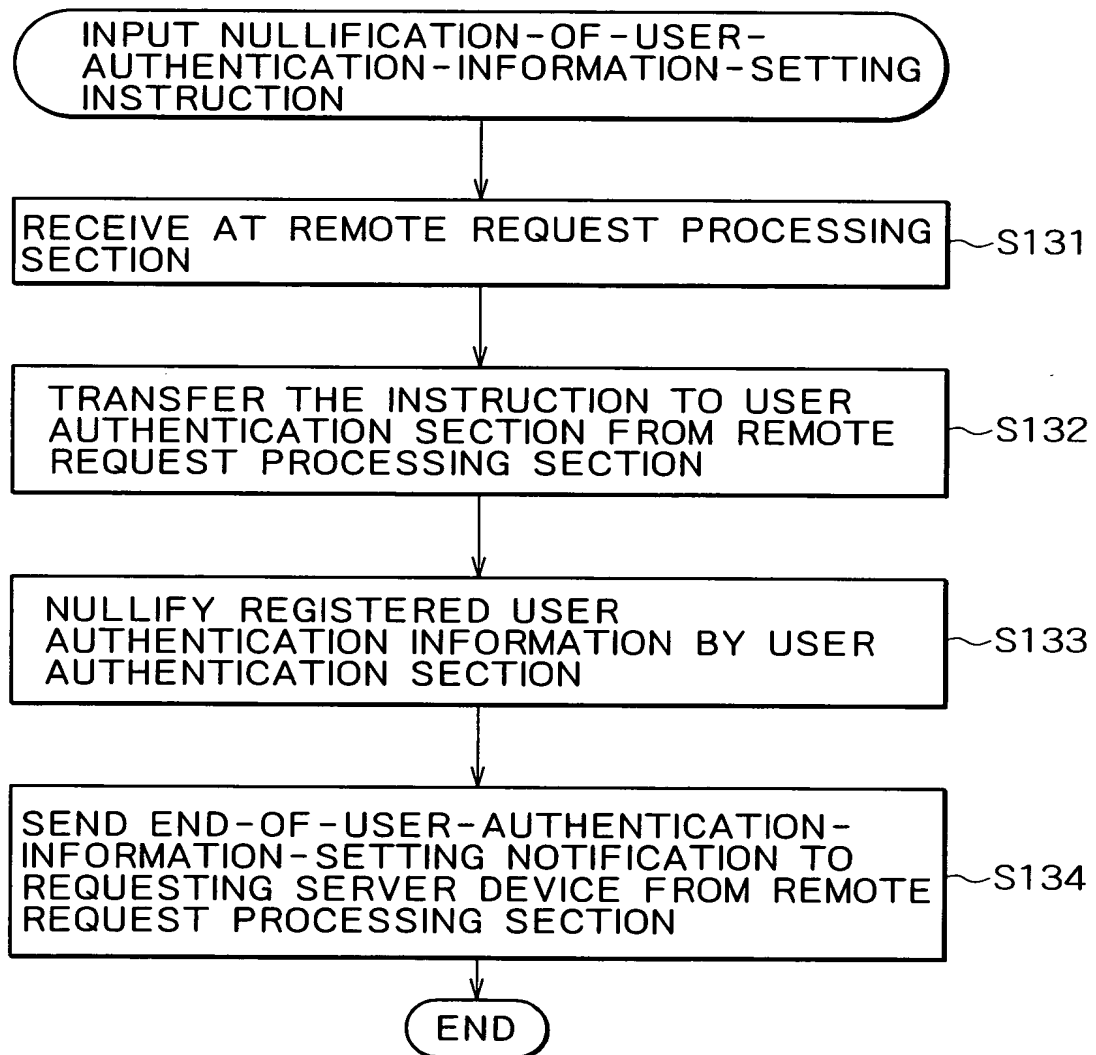 INPUT NULLIFICATION-OF-USER-
AUTHENTICATION-INFORMATION-SETTING
INSTRUCTION
RECEIVE AT REMOTE REQUEST PROCESSING
SECTION
S131
TRANSFER THE INSTRUCTION TO USER
AUTHENTICATION SECTION FROM REMOTE
REQUEST PROCESSING SECTION
S132
NULLIFY REGISTERED USER
AUTHENTICATION INFORMATION BY USER
AUTHENTICATION SECTION
S133
SEND END-OF-USER-AUTHENTICATION-
INFORMATION-SETTING NOTIFICATION TO
REQUESTING SERVER DEVICE FROM REMOTE
REQUEST PROCESSING SECTION
S134
END